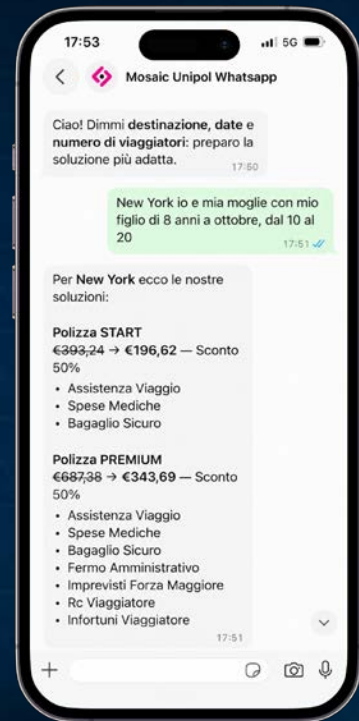 17:53
5G
Mosaic Unipol Whatsapp
Ciao! Dimmi destinazione, date e
numero di viaggiatori: preparo la
soluzione più adatta.
17:50
New York io e mia moglie con mio
figlio di 8 anni a ottobre, dal 10 al
20
17:51
Per New York ecco le nostre
soluzioni:
Polizza START
€393,24 → €196,62 — Sconto
50%
• Assistenza Viaggio
• Spese Mediche
• Bagaglio Sicuro
Polizza PREMIUM
€687,38 → €343,69 — Sconto
50%
• Assistenza Viaggio
• Spese Mediche
• Bagaglio Sicuro
• Fermo Amministrativo
• Imprevisti Forza Maggiore
• Rc Viaggiatore
• Infortuni Viaggiatore
17:51